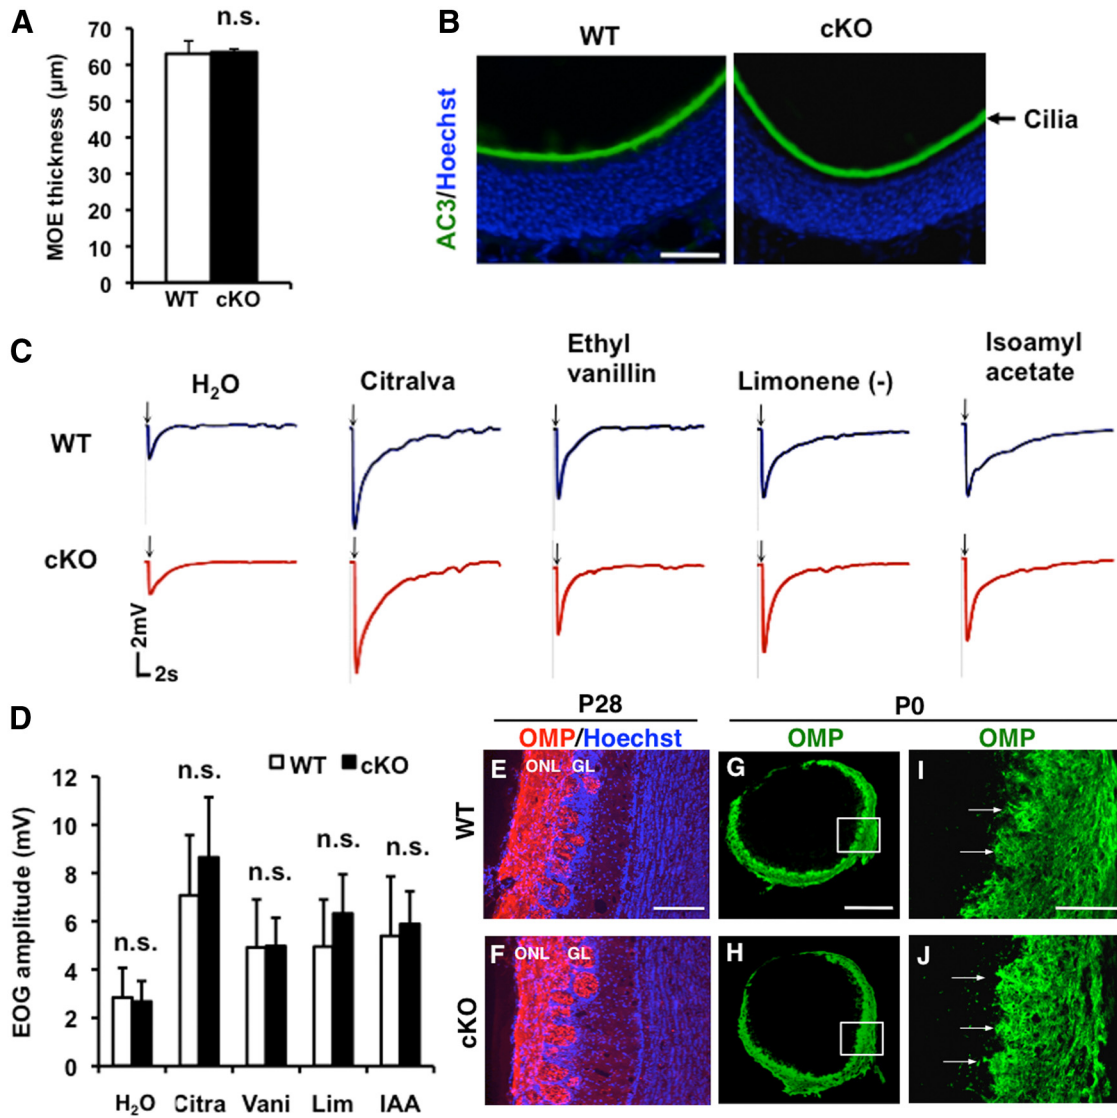 A
n.s.
70
60
50
40
30
20
10
0
MOE thickness (µm)
WT cKO
B
WT cKO
AC3/Hoechst
Cilia
C
H2O
Citralva
Ethyl
vanillin
Limonene (-)
Isoamyl
acetate
WT
cKO
2mV
2s
D
WT cKO
12
10
8
6
4
2
0
EOG amplitude (mV)
n.s.
n.s.
n.s.
n.s.
n.s.
H2O Citra Vani Lim IAA
P28
OMP/Hoechst
P0
OMP OMP
WT
E ONL GL
G
I
cKO
F ONL GL
H
J